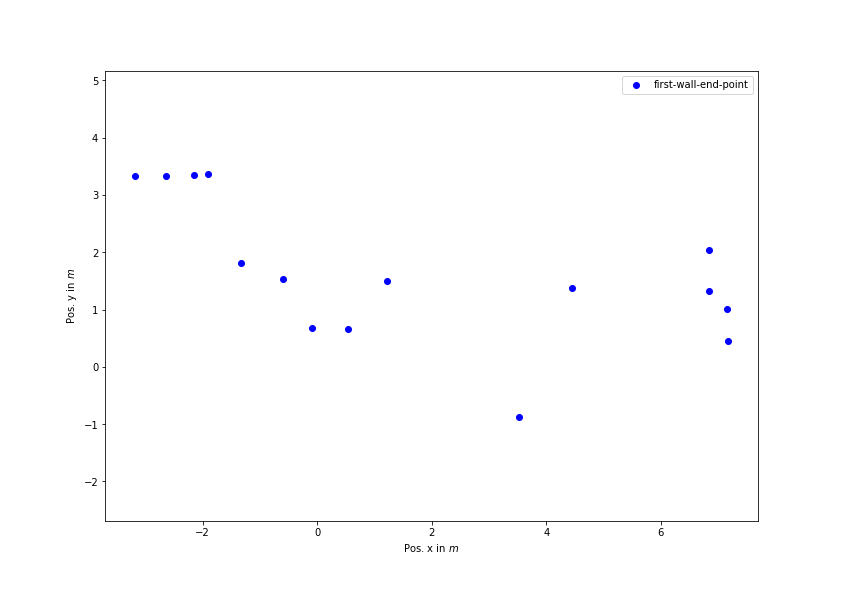 first-wall-end-point
5
4
3
2
1
0
−1
−2
Pos. y in m
−2 0 2 4 6
Pos. x in m